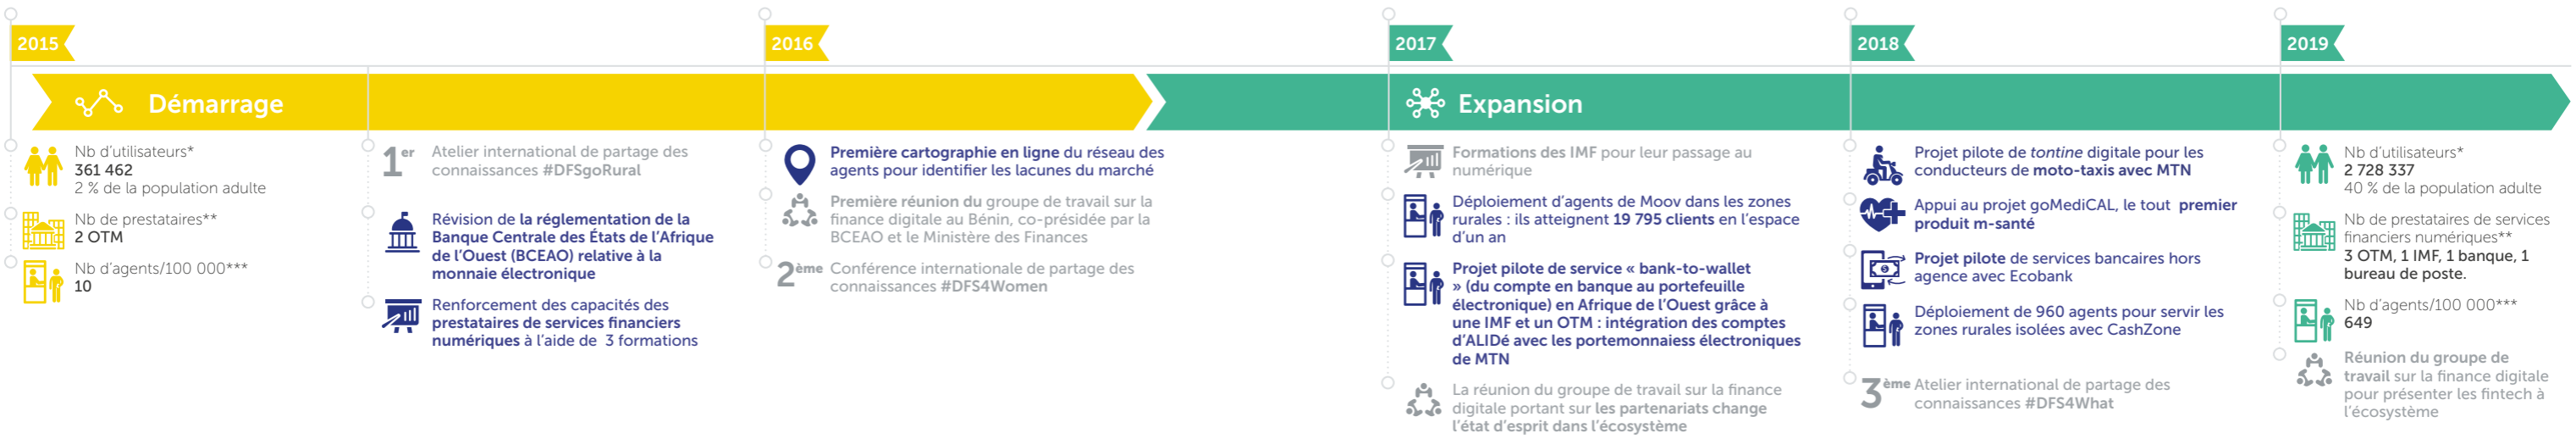 2015
2016
2017
2018
2019
Démarrage
Expansion
Nb d'utilisateurs*
361 462
2 % de la population adulte
Nb de prestataires**
2 OTM
Nb d'agents/100 000***
10
1er
Atelier international de partage des
connaissances #DFSgoRural
Révision de la réglementation de la
Banque Centrale des États de l'Afrique
de l'Ouest (BCEAO) relative à la
monnaie électronique
Renforcement des capacités des
prestataires de services financiers
numériques à l'aide de 3 formations
Première cartographie en ligne du réseau des
agents pour identifier les lacunes du marché
Première réunion du groupe de travail sur la
finance digitale au Bénin, co-présidée par la
BCEAO et le Ministère des Finances
2ème Conférence internationale de partage des
connaissances #DFS4Women
Formations des IMF pour leur passage au
numérique
Déploiement d'agents de Moov dans les zones
rurales : ils atteignent 19 795 clients en l'espace
d'un an
Projet pilote de service « bank-to-wallet
» (du compte en banque au portefeuille
électronique) en Afrique de l'Ouest grâce à
une IMF et un OTM : intégration des comptes
d'ALIDé avec les portemonnaiess électroniques
de MTN
La réunion du groupe de travail sur la finance
digitale portant sur les partenariats change
l'état d'esprit dans l'écosystème
Projet pilote de tontine digitale pour les
conducteurs de moto-taxis avec MTN
Appui au projet goMediCAL, le tout premier
produit m-santé
Projet pilote de services bancaires hors
agence avec Ecobank
Déploiement de 960 agents pour servir les
zones rurales isolées avec CashZone
3ème Atelier international de partage des
connaissances #DFS4What
Nb d'utilisateurs*
2 728 337
40 % de la population adulte
Nb de prestataires de services
financiers numériques**
3 OTM, 1 IMF, 1 banque, 1
bureau de poste.
Nb d'agents/100 000***
649
Réunion du groupe de
travail sur la finance digitale
pour présenter les fintech à
l'écosystème